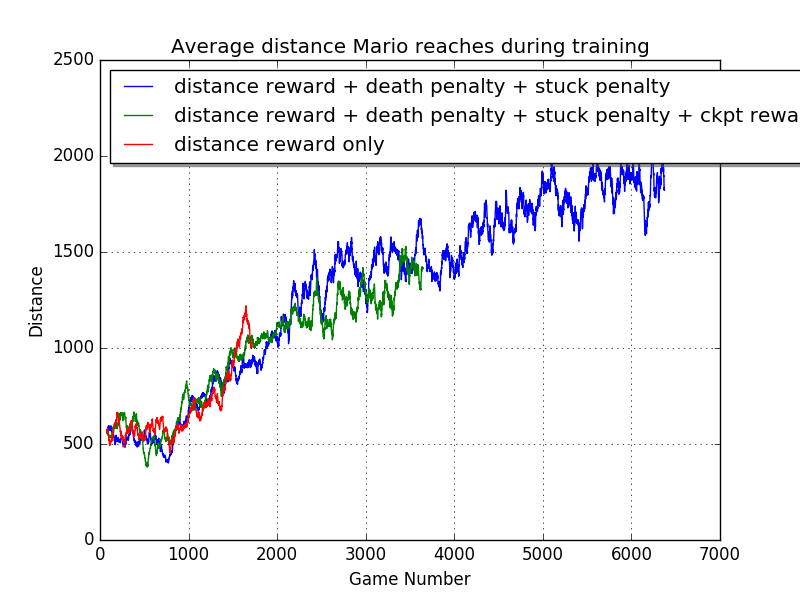 Average distance Mario reaches during training
2500
distance reward + death penalty + stuck penalty
distance reward + death penalty + stuck penalty + ckpt rewa
distance reward only
2000
1500
1000
500
0
Distance
0 1000 2000 3000 4000 5000 6000 7000
Game Number